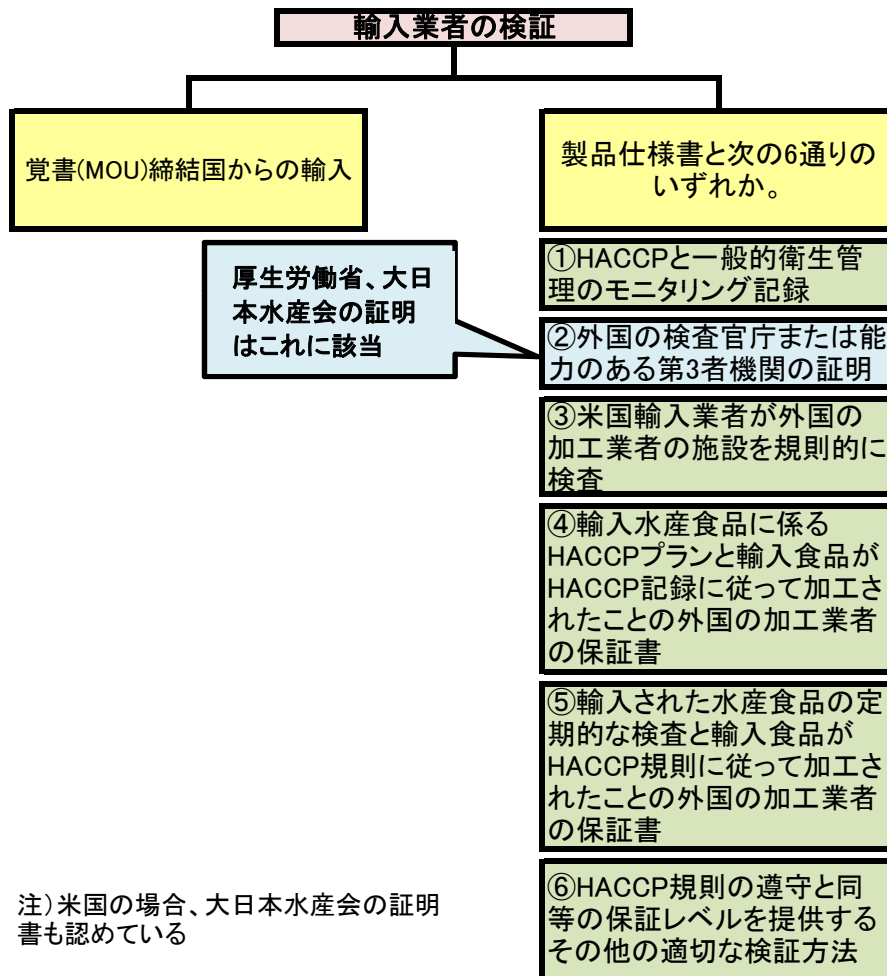 輸入業者の検証
覚書(MOU)締結国からの輸入
製品仕様書と次の6通りの
いずれか。
①HACCPと一般的衛生管
理のモニタリング記録
厚生労働省、大日
本水産会の証明
はこれに該当
②外国の検査官庁または能
力のある第3者機関の証明
③米国輸入業者が外国の
加工業者の施設を規則的に
検査
④輸入水産食品に係る
HACCPプランと輸入食品が
HACCP記録に従って加工さ
れたことの外国の加工業者
の保証書
⑤輸入された水産食品の定
期的な検査と輸入食品が
HACCP規則に従って加工さ
れたことの外国の加工業者
の保証書
⑥HACCP規則の遵守と同
等の保証レベルを提供する
その他の適切な検証方法
注)米国の場合、大日本水産会の証明
書も認めている